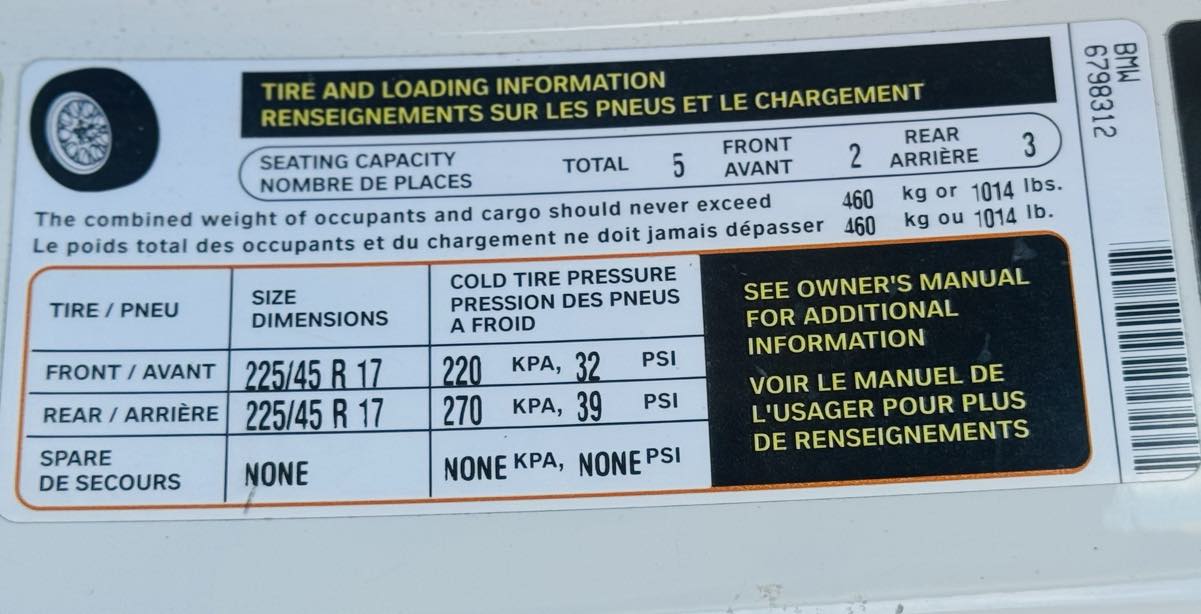 TIRE AND LOADING INFORMATION
RENSEIGNEMENTS SUR LES PNEUS ET LE CHARGEMENT
SEATING CAPACITY
NOMBRE DE PLACES
TOTAL 5
FRONT
AVANT
2
REAR
ARRIÈRE
3
The combined weight of occupants and cargo should never exceed 460 kg or 1014 lbs.
Le poids total des occupants et du chargement ne doit jamais dépasser 460 kg ou 1014 lb.
TIRE / PNEU
SIZE
DIMENSIONS
COLD TIRE PRESSURE
PRESSION DES PNEUS
A FROID
FRONT / AVANT 225/45 R 17 220 KPA, 32 PSI
REAR / ARRIÈRE 225/45 R 17 270 KPA, 39 PSI
SPARE
DE SECOURS
NONE NONE KPA, NONE PSI
SEE OWNER'S MANUAL
FOR ADDITIONAL
INFORMATION
VOIR LE MANUEL DE
L'USAGER POUR PLUS
DE RENSEIGNEMENTS
BMW
6798312